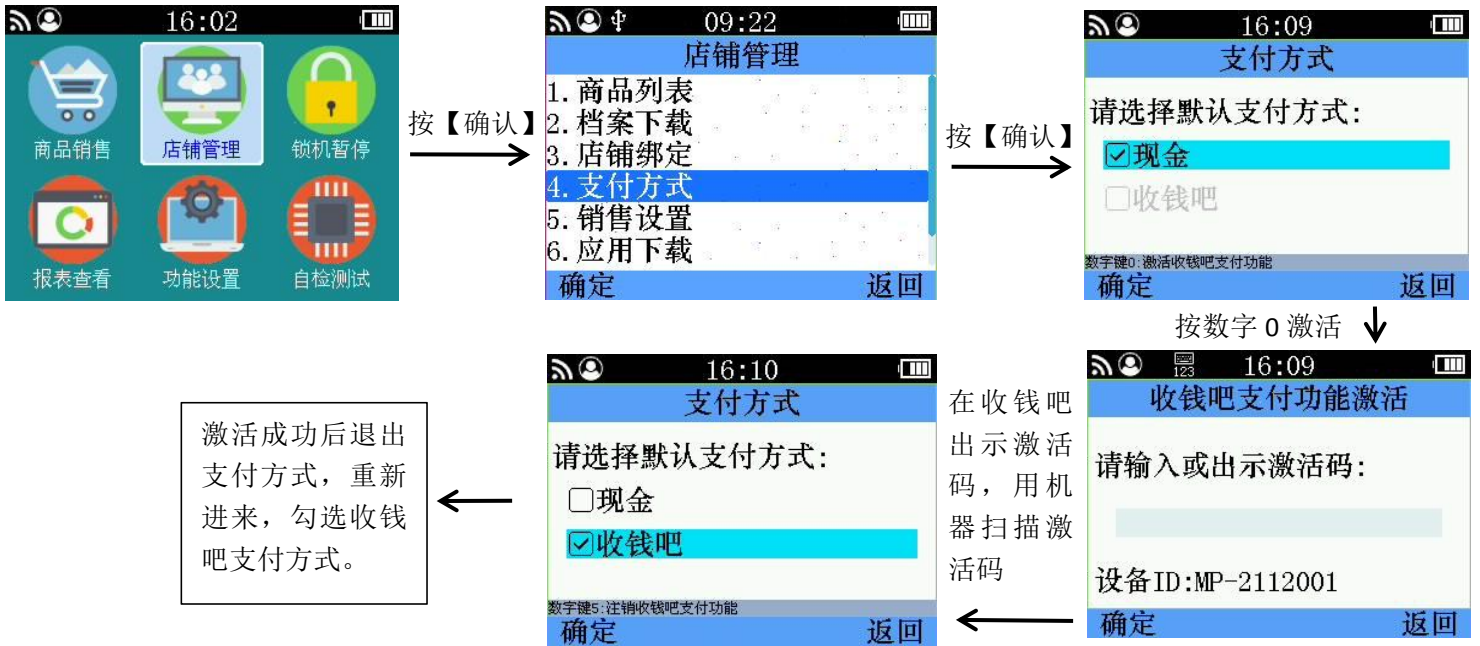 16:02
商品销售
店铺管理
锁机暂停
报表查看
功能设置
自检测试
按【确认】
09:22
店铺管理
1.商品列表
2.档案下载
3.店铺绑定
4.支付方式
5.销售设置
6.应用下载
确定
返回
按【确认】
16:09
支付方式
请选择默认支付方式:
现金
收钱吧
数字键0:激活收钱吧支付功能
确定
返回
按数字 0 激活
123
16:09
收钱吧支付功能激活
请输入或出示激活码:
设备ID:MP-2112001
确定
返回
在收钱吧
出示激活
码，用机
器扫描激
活码
16:10
支付方式
请选择默认支付方式:
现金
收钱吧
数字键5:注销收钱吧支付功能
确定
返回
激活成功后退出
支付方式，重新
进来，勾选收钱
吧支付方式。